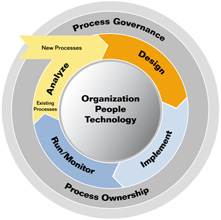 Process Governance
New Processes
Design
Analyze
Existing
Processes
Organization
People
Technology
Implement
Run/Monitor
Process Ownership